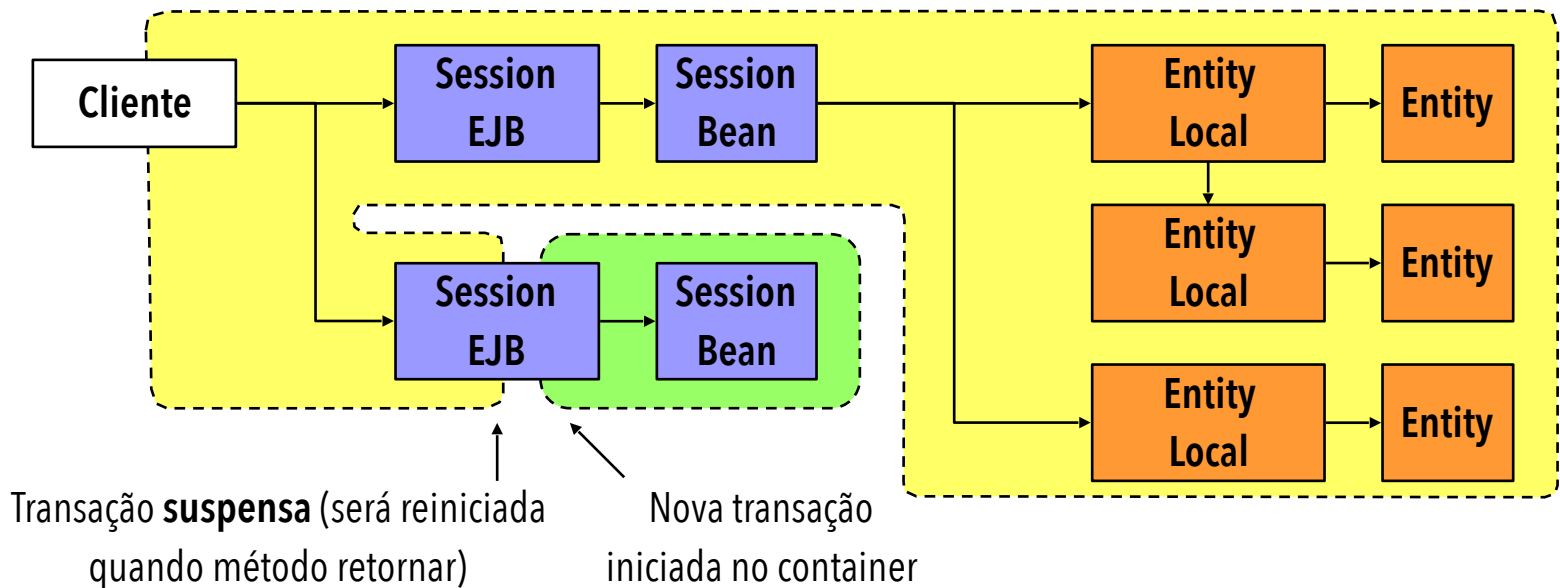 Cliente
Session
EJB
Session
Bean
Entity
Local
Entity
Entity
Local
Entity
Session
EJB
Session
Bean
Entity
Local
Entity
Transação suspensa (será reiniciada
quando método retornar)
Nova transação
iniciada no container